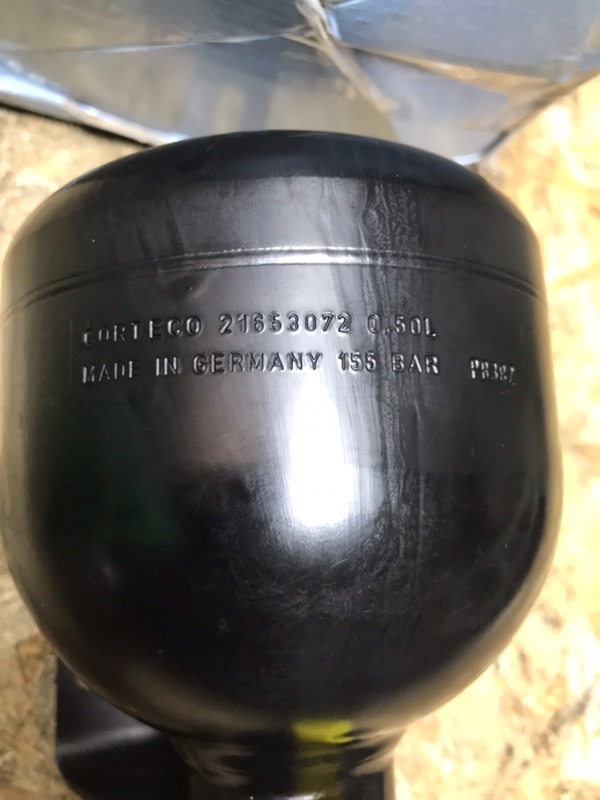 CORTECO 21653072 0.50L
MADE IN GERMANY 155 BAR